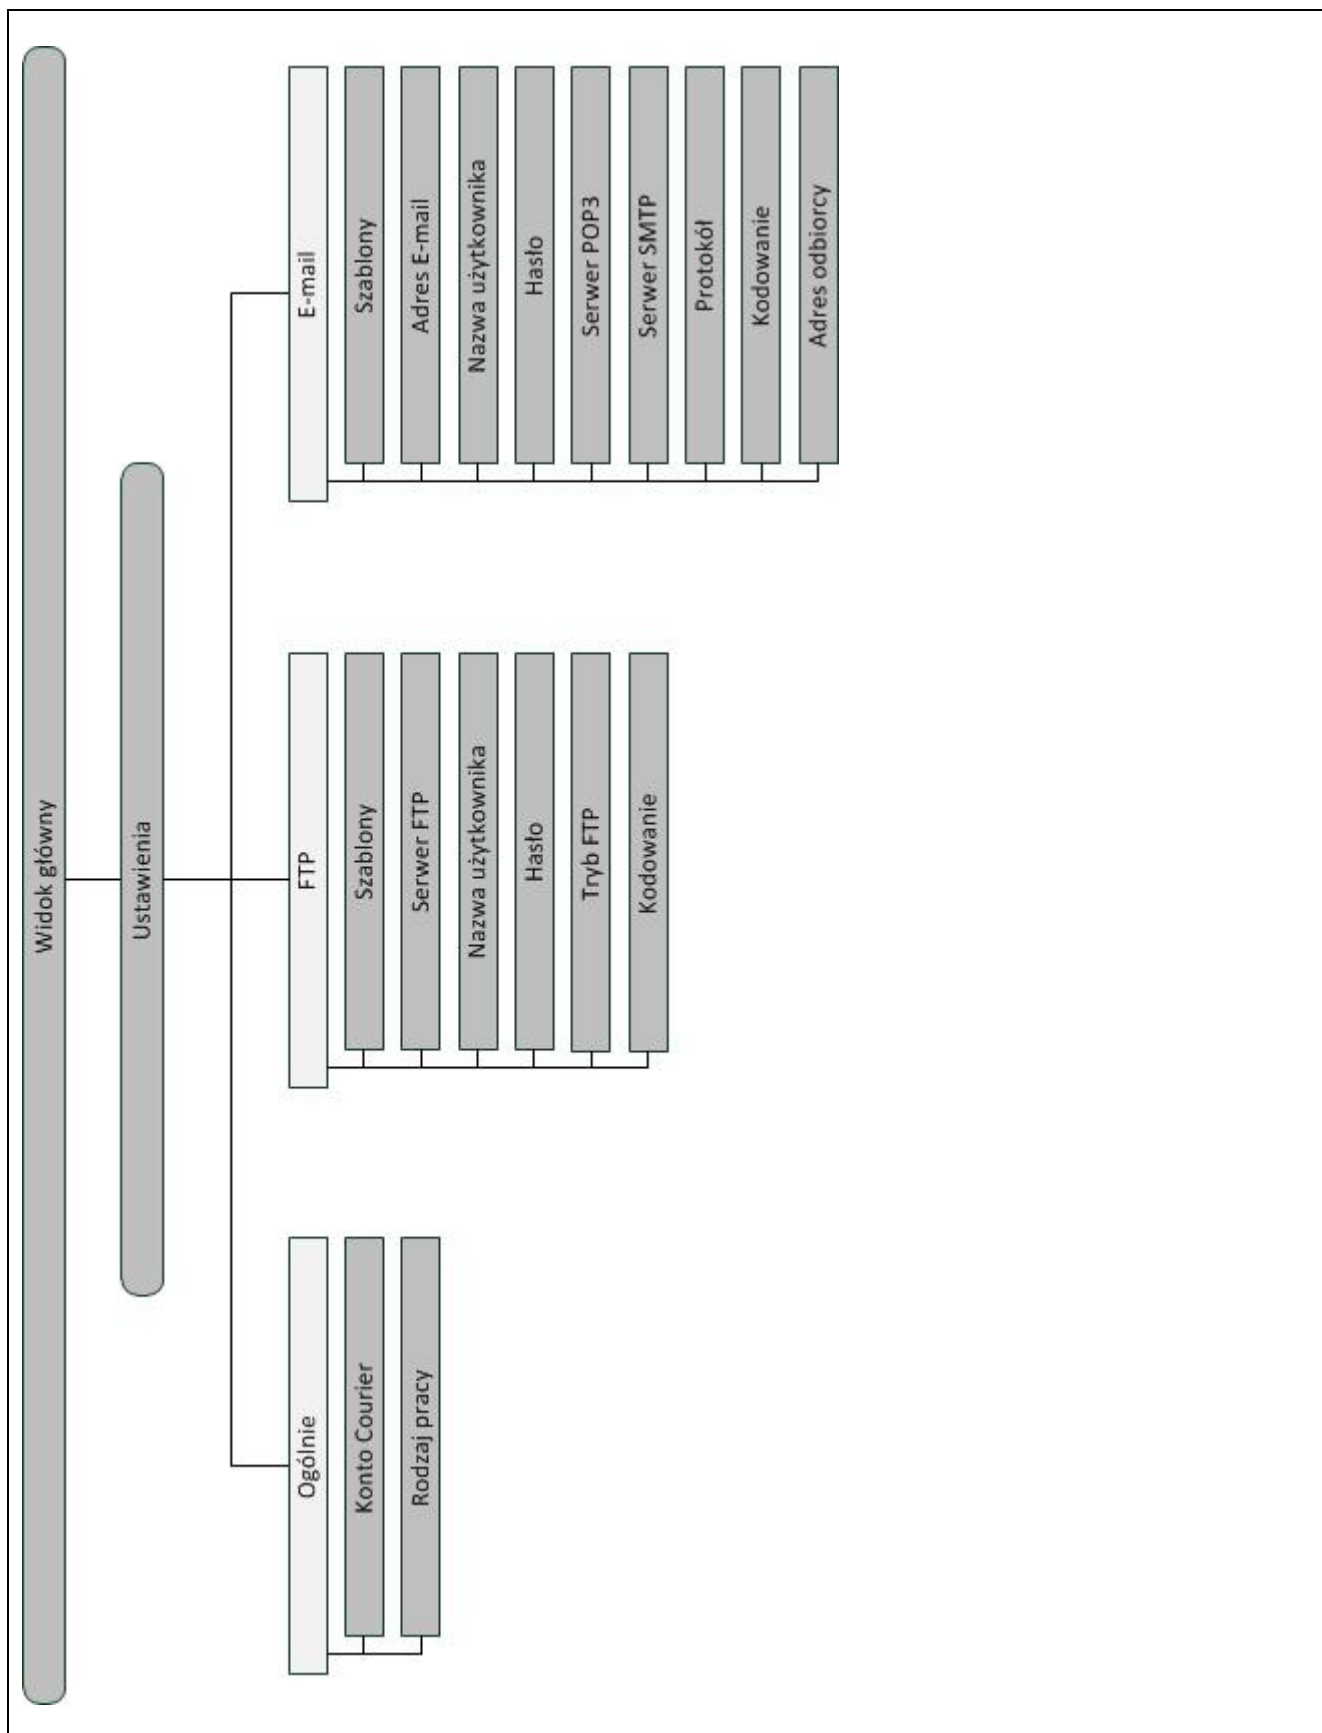 Widok główny
Ustawienia
Ogólnie
Konto Courier
Rodzaj pracy
FTP
Szablony
Serwer FTP
Nazwa użytkownika
Hasło
Tryb FTP
Kodowanie
E-mail
Szablony
Adres E-mail
Nazwa użytkownika
Hasło
Serwer POP3
Serwer SMTP
Protokół
Kodowanie
Adres odbiorcy